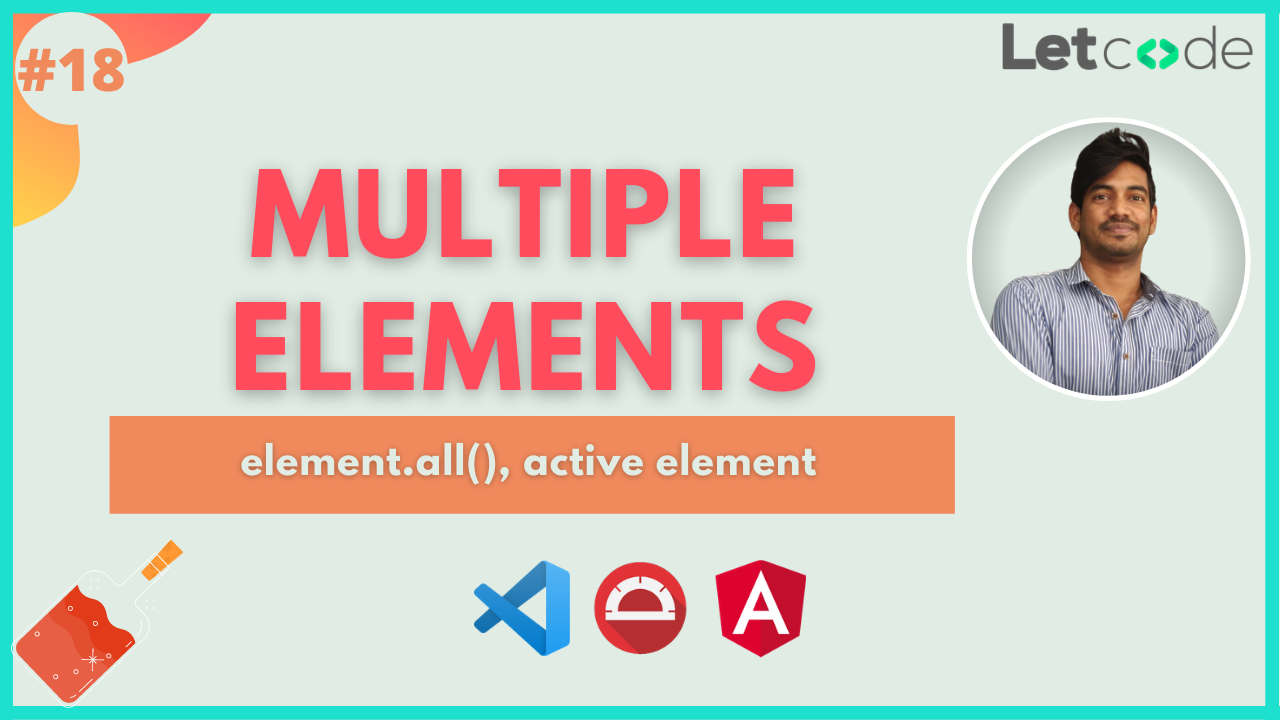 #18
Letcode
MULTIPLE
ELEMENTS
element.all(), active element
A